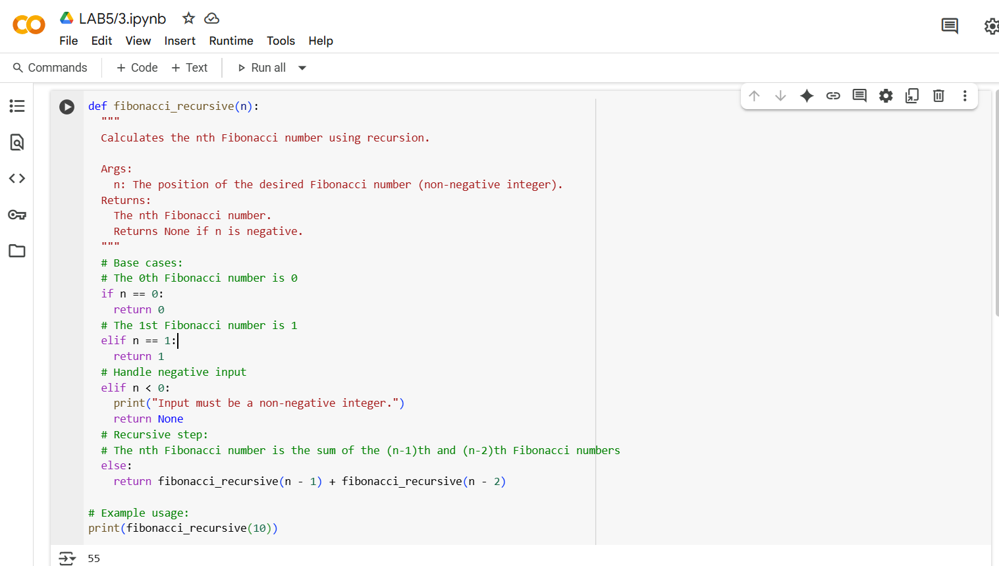 LAB5/3.ipynb
File Edit View Insert Runtime Tools Help
Commands + Code + Text Run all
def fibonacci_recursive(n):
  """
  Calculates the nth Fibonacci number using recursion.

  Args:
    n: The position of the desired Fibonacci number (non-negative integer).
  Returns:
    The nth Fibonacci number.
    Returns None if n is negative.
  """
  # Base cases:
  # The 0th Fibonacci number is 0
  if n == 0:
    return 0
  # The 1st Fibonacci number is 1
  elif n == 1:
    return 1
  # Handle negative input
  elif n < 0:
    print("Input must be a non-negative integer.")
    return None
  # Recursive step:
  # The nth Fibonacci number is the sum of the (n-1)th and (n-2)th Fibonacci numbers
  else:
    return fibonacci_recursive(n - 1) + fibonacci_recursive(n - 2)

# Example usage:
print(fibonacci_recursive(10))
55